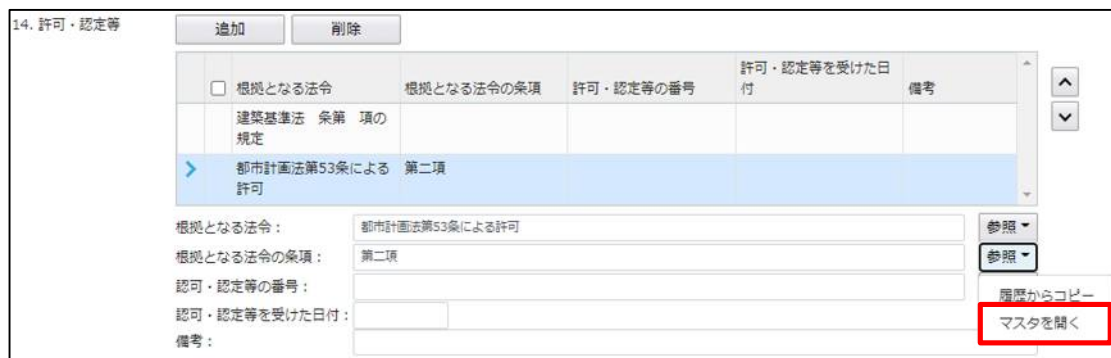 14. 許可・認定等
追加 削除
根拠となる法令 根拠となる法令の条項 許可・認定等の番号 許可・認定等を受けた日
付 備考
建築基準法 条第 項の
規定
都市計画法第53条による 第二項
許可
根拠となる法令: 都市計画法第53条による許可 参照
根拠となる法令の条項: 第二項 参照
認可・認定等の番号:
履歴からコピー
認可・認定等を受けた日付:
マスタを開く
備考: